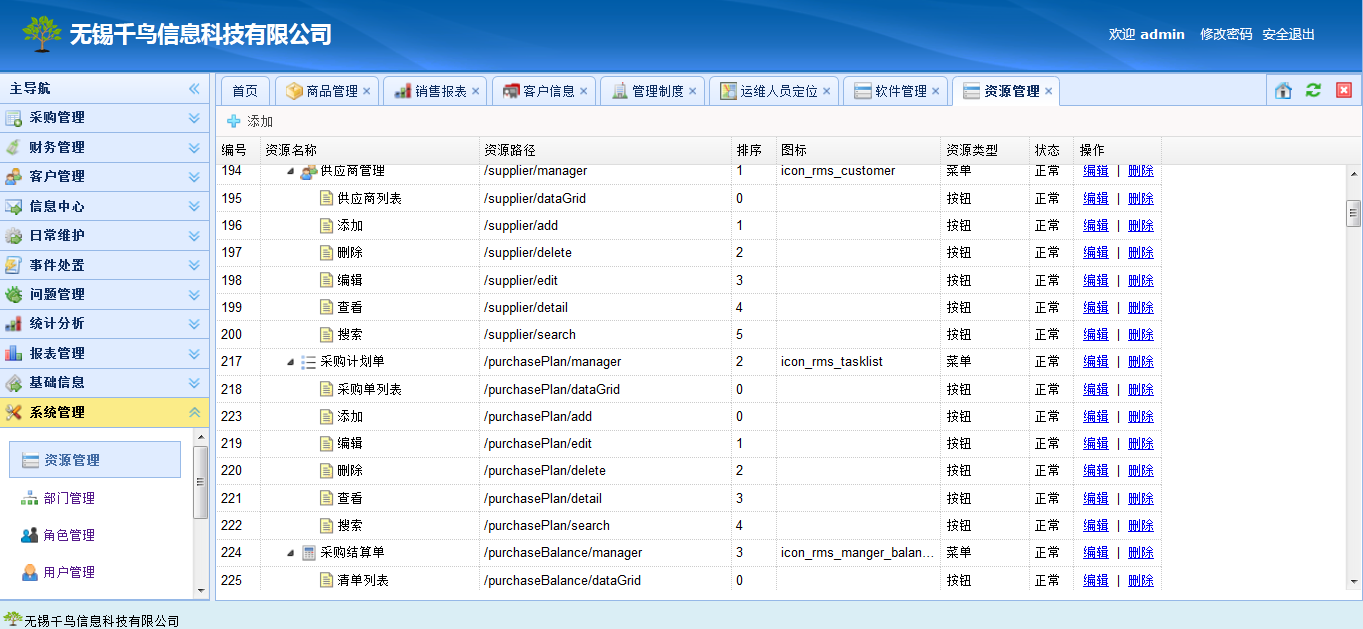 无锡千鸟信息科技有限公司
欢迎 admin 修改密码 安全退出
主导航
首页 商品管理 销售报表 客户信息 管理制度 运维人员定位 软件管理 资源管理
采购管理
财务管理
客户管理
信息中心
日常维护
事件处置
问题管理
统计分析
报表管理
基础信息
系统管理
资源管理
部门管理
角色管理
用户管理
添加
编号 资源名称 资源路径 排序 图标 资源类型 状态 操作
194 供应商管理 /supplier/manager 1 icon_rms_customer 菜单 正常 编辑 | 删除
195 供应商列表 /supplier/dataGrid 0 按钮 正常 编辑 | 删除
196 添加 /supplier/add 1 按钮 正常 编辑 | 删除
197 删除 /supplier/delete 2 按钮 正常 编辑 | 删除
198 编辑 /supplier/edit 3 按钮 正常 编辑 | 删除
199 查看 /supplier/detail 4 按钮 正常 编辑 | 删除
200 搜索 /supplier/search 5 按钮 正常 编辑 | 删除
217 采购计划单 /purchasePlan/manager 2 icon_rms_tasklist 菜单 正常 编辑 | 删除
218 采购单列表 /purchasePlan/dataGrid 0 按钮 正常 编辑 | 删除
223 添加 /purchasePlan/add 0 按钮 正常 编辑 | 删除
219 编辑 /purchasePlan/edit 1 按钮 正常 编辑 | 删除
220 删除 /purchasePlan/delete 2 按钮 正常 编辑 | 删除
221 查看 /purchasePlan/detail 3 按钮 正常 编辑 | 删除
222 搜索 /purchasePlan/search 4 按钮 正常 编辑 | 删除
224 采购结算单 /purchaseBalance/manager 3 icon_rms_manger_balan... 菜单 正常 编辑 | 删除
225 清单列表 /purchaseBalance/dataGrid 0 按钮 正常 编辑 | 删除
无锡千鸟信息科技有限公司